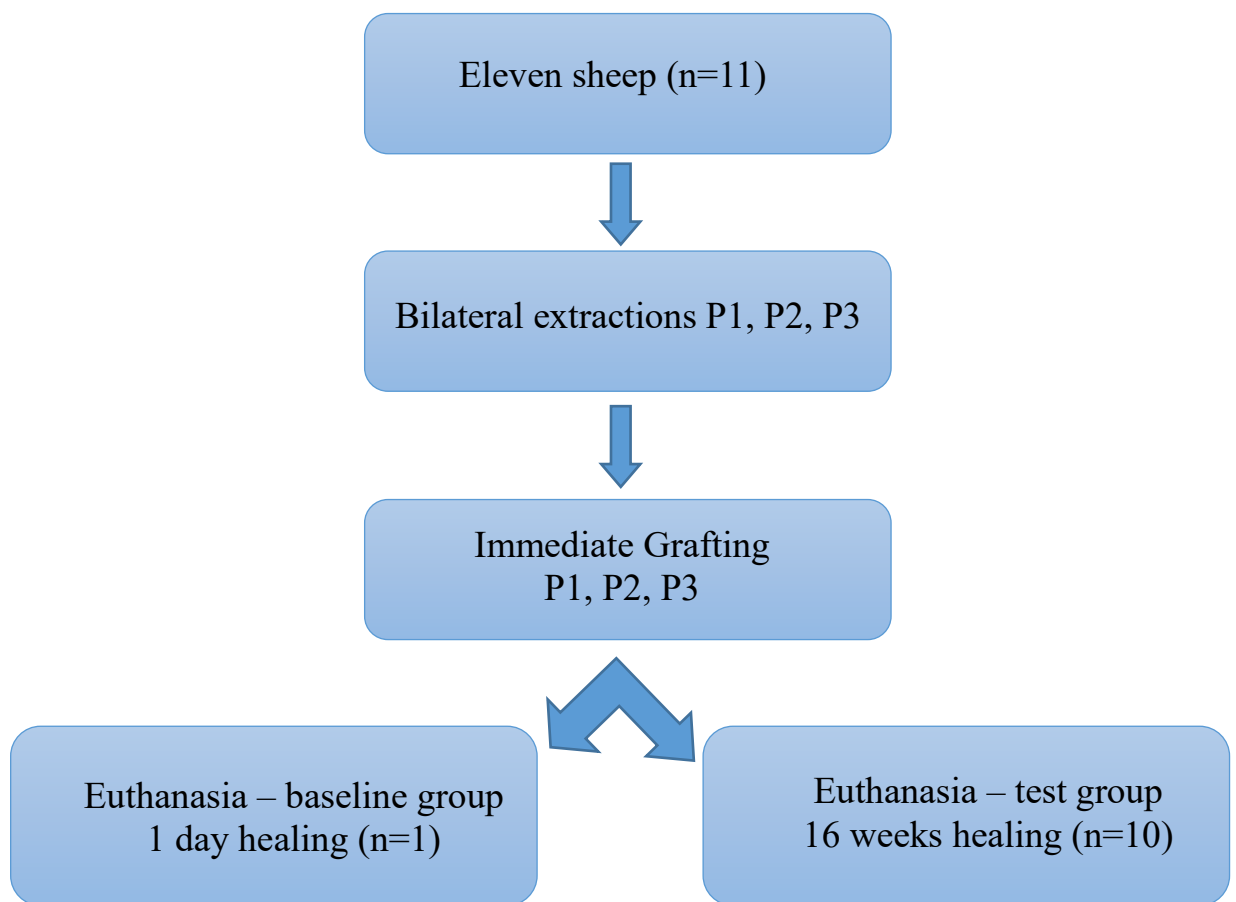 Eleven sheep (n=11)
Bilateral extractions P1, P2, P3
Immediate Grafting
P1, P2, P3
Euthanasia – baseline group
1 day healing (n=1)
Euthanasia – test group
16 weeks healing (n=10)